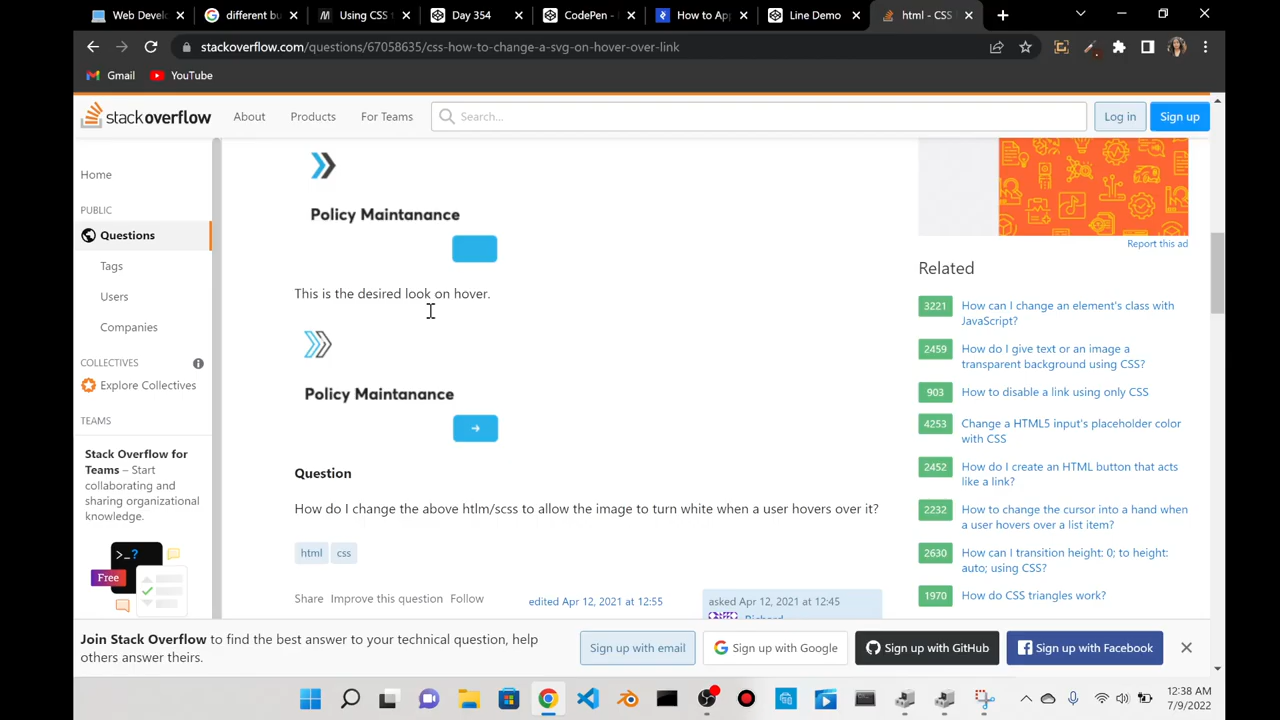 Web Develo
different bu
Using CSS t
Day 354
CodePen -
How to App
Line Demo
html - CSS
stackoverflow.com/questions/67058635/css-how-to-change-a-svg-on-hover-over-link
Gmail
YouTube
stackoverflow
About
Products
For Teams
Search...
Log in
Sign up
Home
PUBLIC
Questions
Tags
Users
Companies
COLLECTIVES
Explore Collectives
TEAMS
Stack Overflow for
Teams – Start
collaborating and
sharing organizational
knowledge.
>_?
Free
Policy Maintanance
This is the desired look on hover.
Policy Maintanance
Question
How do I change the above htlm/scss to allow the image to turn white when a user hovers over it?
html css
Share Improve this question Follow
edited Apr 12, 2021 at 12:55
asked Apr 12, 2021 at 12:45
Report this ad
Related
3221 How can I change an element's class with
JavaScript?
2459 How do I give text or an image a
transparent background using CSS?
903 How to disable a link using only CSS
4253 Change a HTML5 input's placeholder color
with CSS
2452 How do I create an HTML button that acts
like a link?
2232 How to change the cursor into a hand when
a user hovers over a list item?
2630 How can I transition height: 0; to height:
auto; using CSS?
1970 How do CSS triangles work?
Join Stack Overflow to find the best answer to your technical question, help
others answer theirs.
Sign up with email
Sign up with Google
Sign up with GitHub
Sign up with Facebook
12:38 AM
7/9/2022